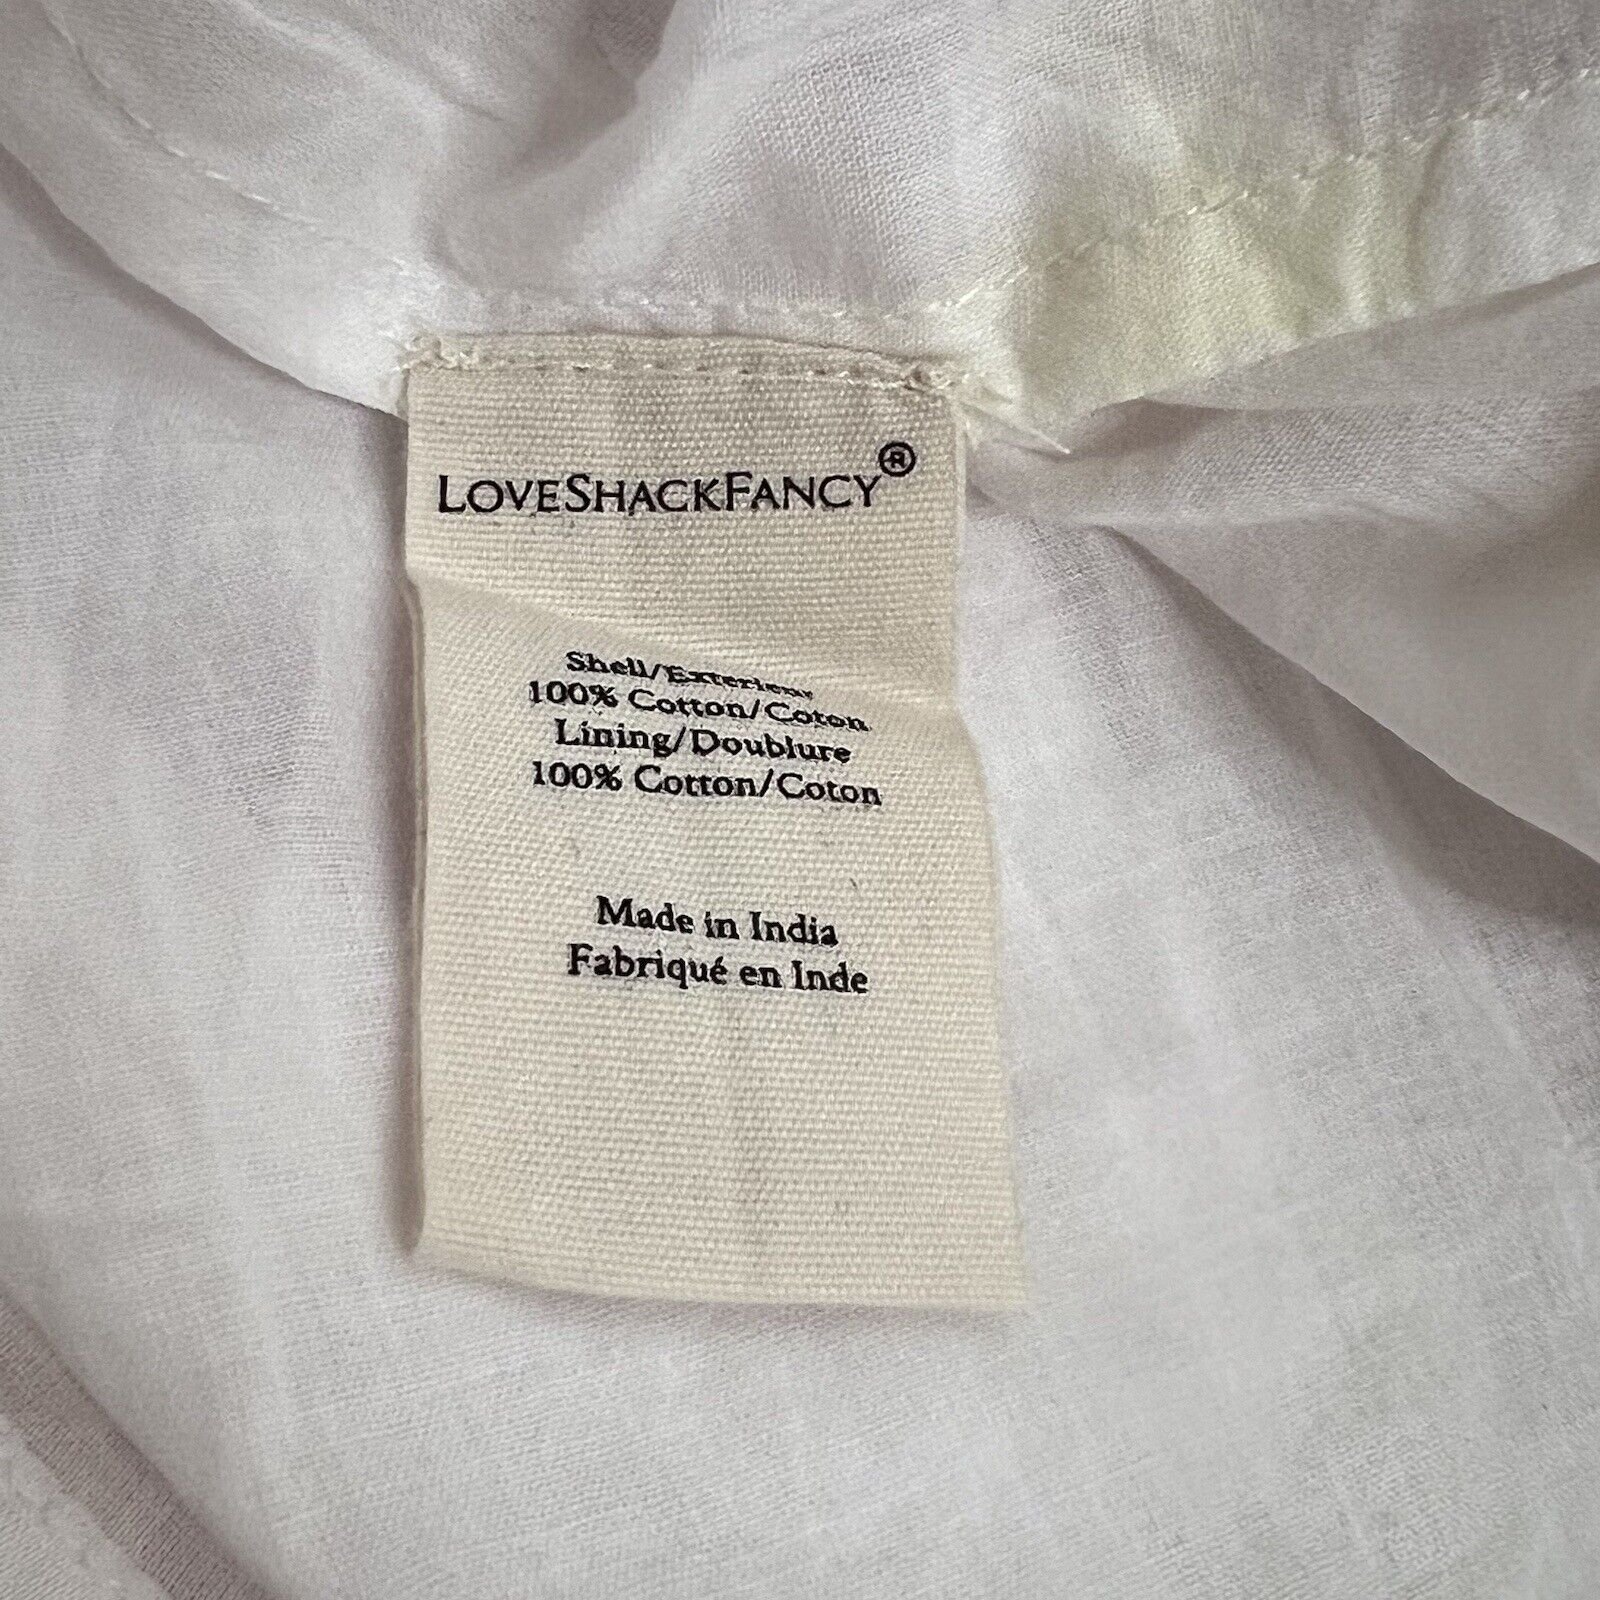 LOVESHACKFANCY®
Shell/Exterieur
100% Cotton/Coton
Lining/Doublure
100% Cotton/Coton
Made in India
Fabriqué en Inde